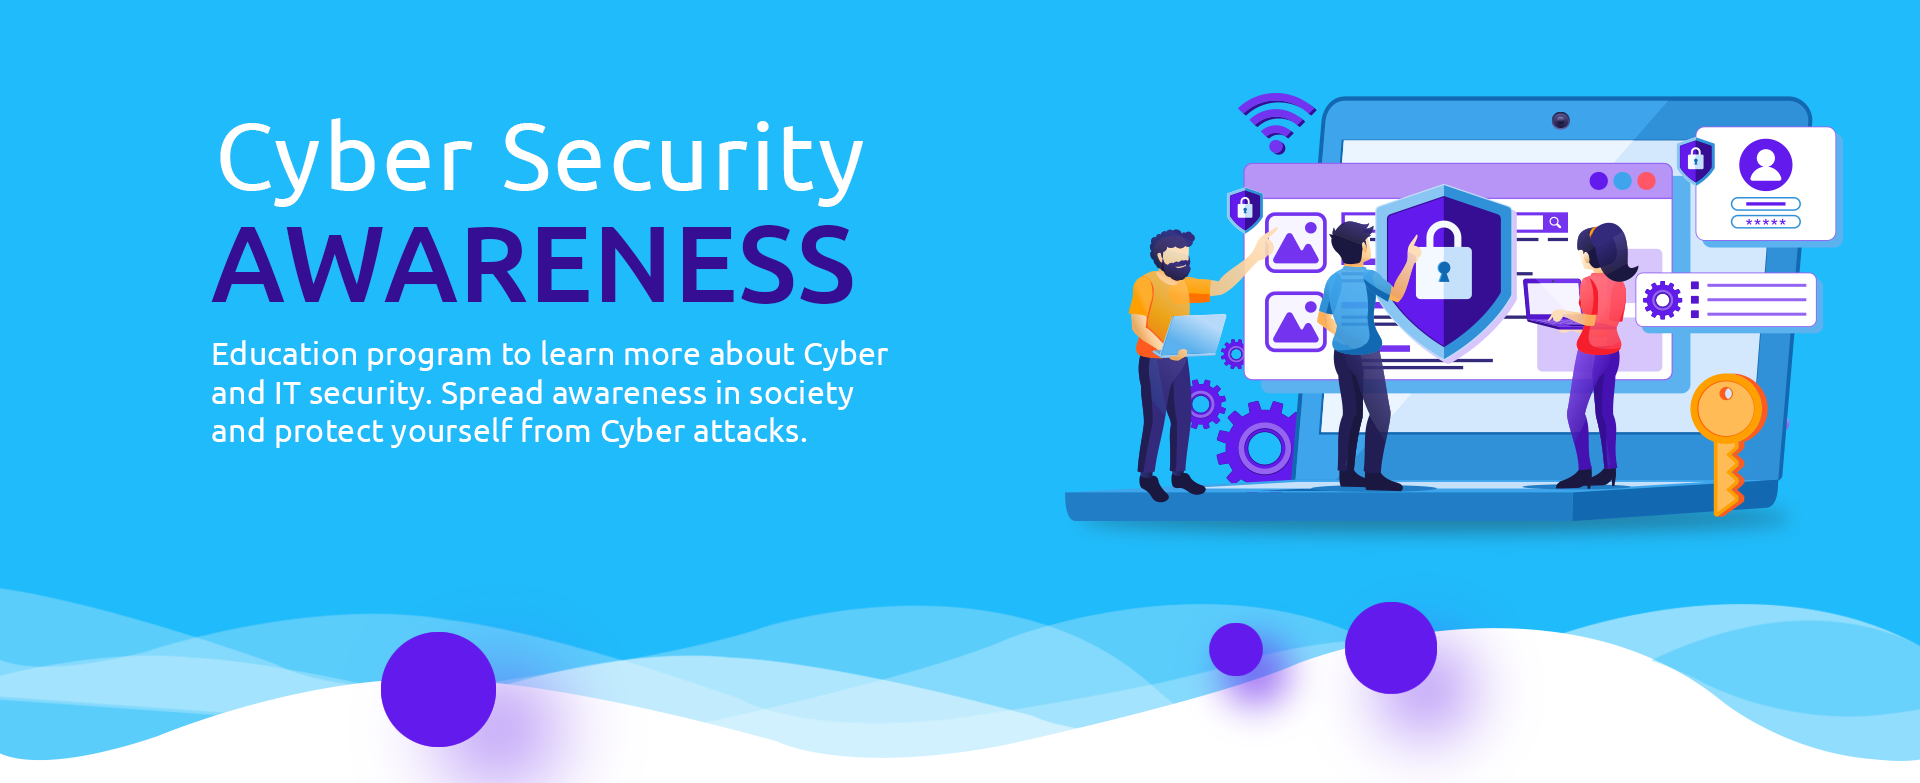 Cyber Security
AWARENESS
Education program to learn more about Cyber
and IT security. Spread awareness in society
and protect yourself from Cyber attacks.
*****